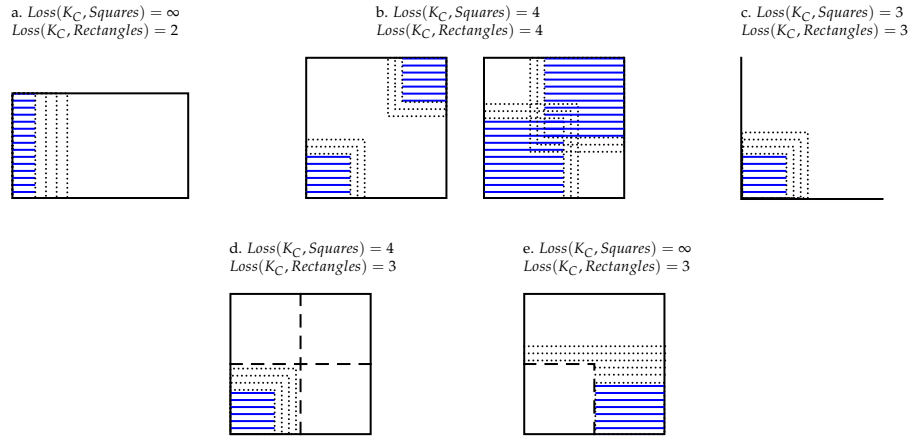 a. Loss(K_C, Squares) = ∞
Loss(K_C, Rectangles) = 2
b. Loss(K_C, Squares) = 4
Loss(K_C, Rectangles) = 4
c. Loss(K_C, Squares) = 3
Loss(K_C, Rectangles) = 3
d. Loss(K_C, Squares) = 4
Loss(K_C, Rectangles) = 3
e. Loss(K_C, Squares) = ∞
Loss(K_C, Rectangles) = 3